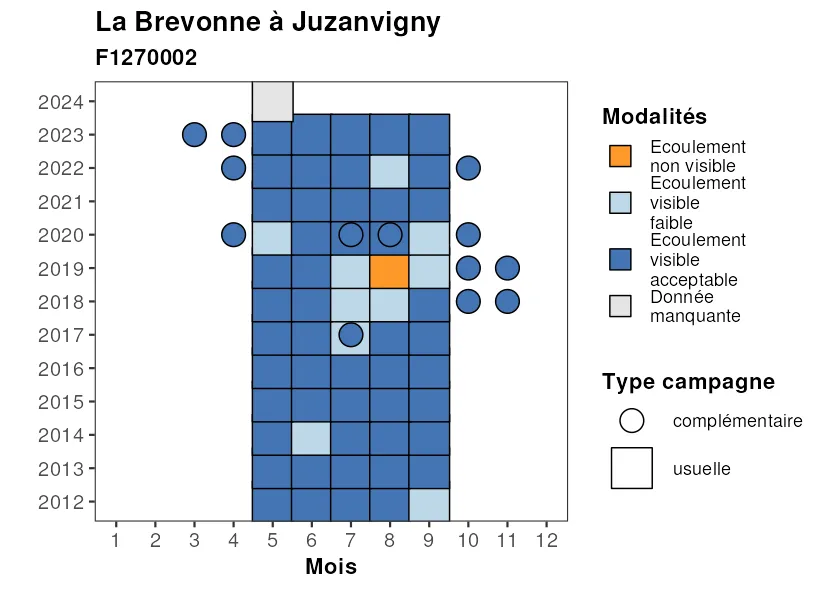 La Brevonne à Juzanvigny
F1270002
2024
2023
2022
2021
2020
2019
2018
2017
2016
2015
2014
2013
2012
1 2 3 4 5 6 7 8 9 10 11 12
Mois
Modalités
Ecoulement
non visible
Ecoulement
visible
faible
Ecoulement
visible
acceptable
Donnée
manquante
Type campagne
complémentaire
usuelle